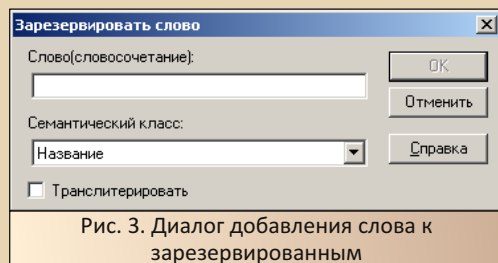 Зарезервировать слово
Слово(словосочетание):
OK
Отменить
Семантический класс:
Название
Справка
Транслитерировать
Рис. 3. Диалог добавления слова к
зарезервированным